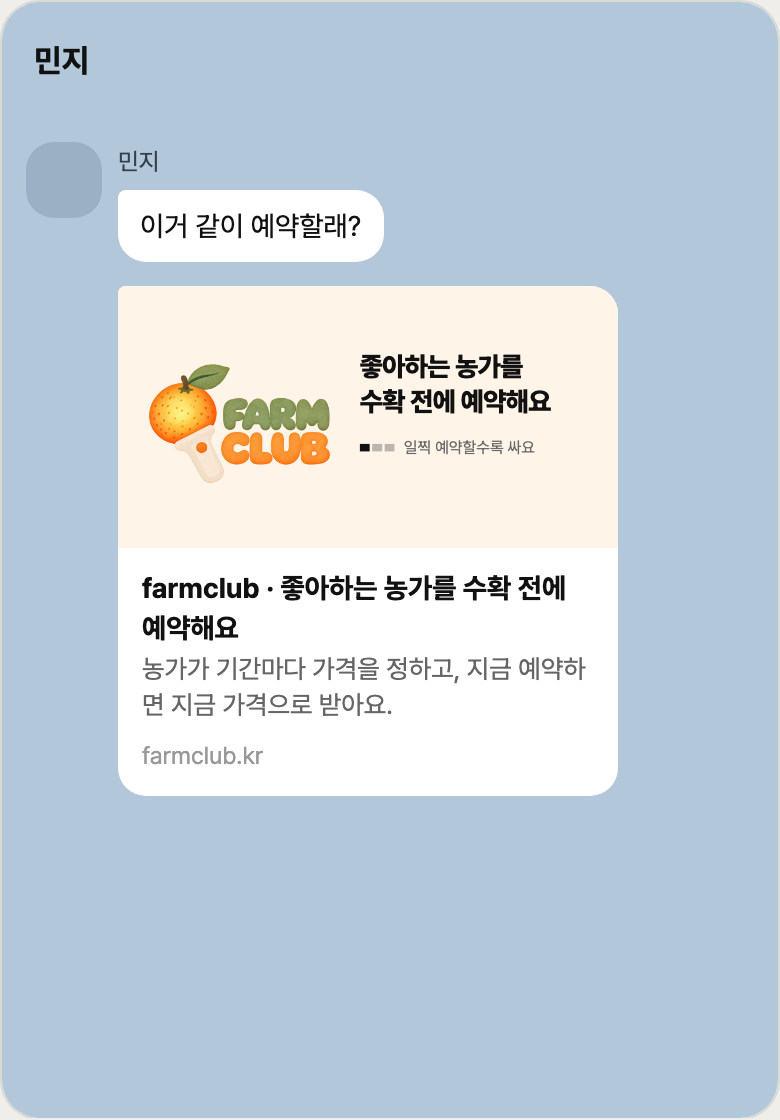 민지
민지
이거 같이 예약할래?
FARM
CLUB
좋아하는 농가를
수확 전에 예약해요
일찍 예약할수록 싸요
farmclub · 좋아하는 농가를 수확 전에
예약해요
농가가 기간마다 가격을 정하고, 지금 예약하
면 지금 가격으로 받아요.
farmclub.kr